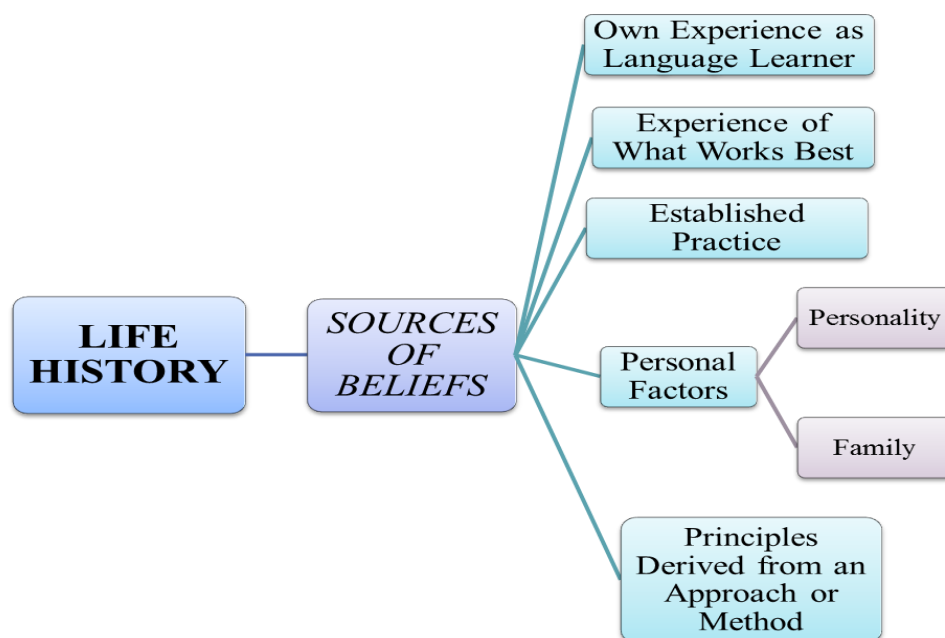 Own Experience as
Language Learner
Experience of
What Works Best
Established
Practice
LIFE
HISTORY
SOURCES
OF
BELIEFS
Personal
Factors
Personality
Family
Principles
Derived from an
Approach or
Method